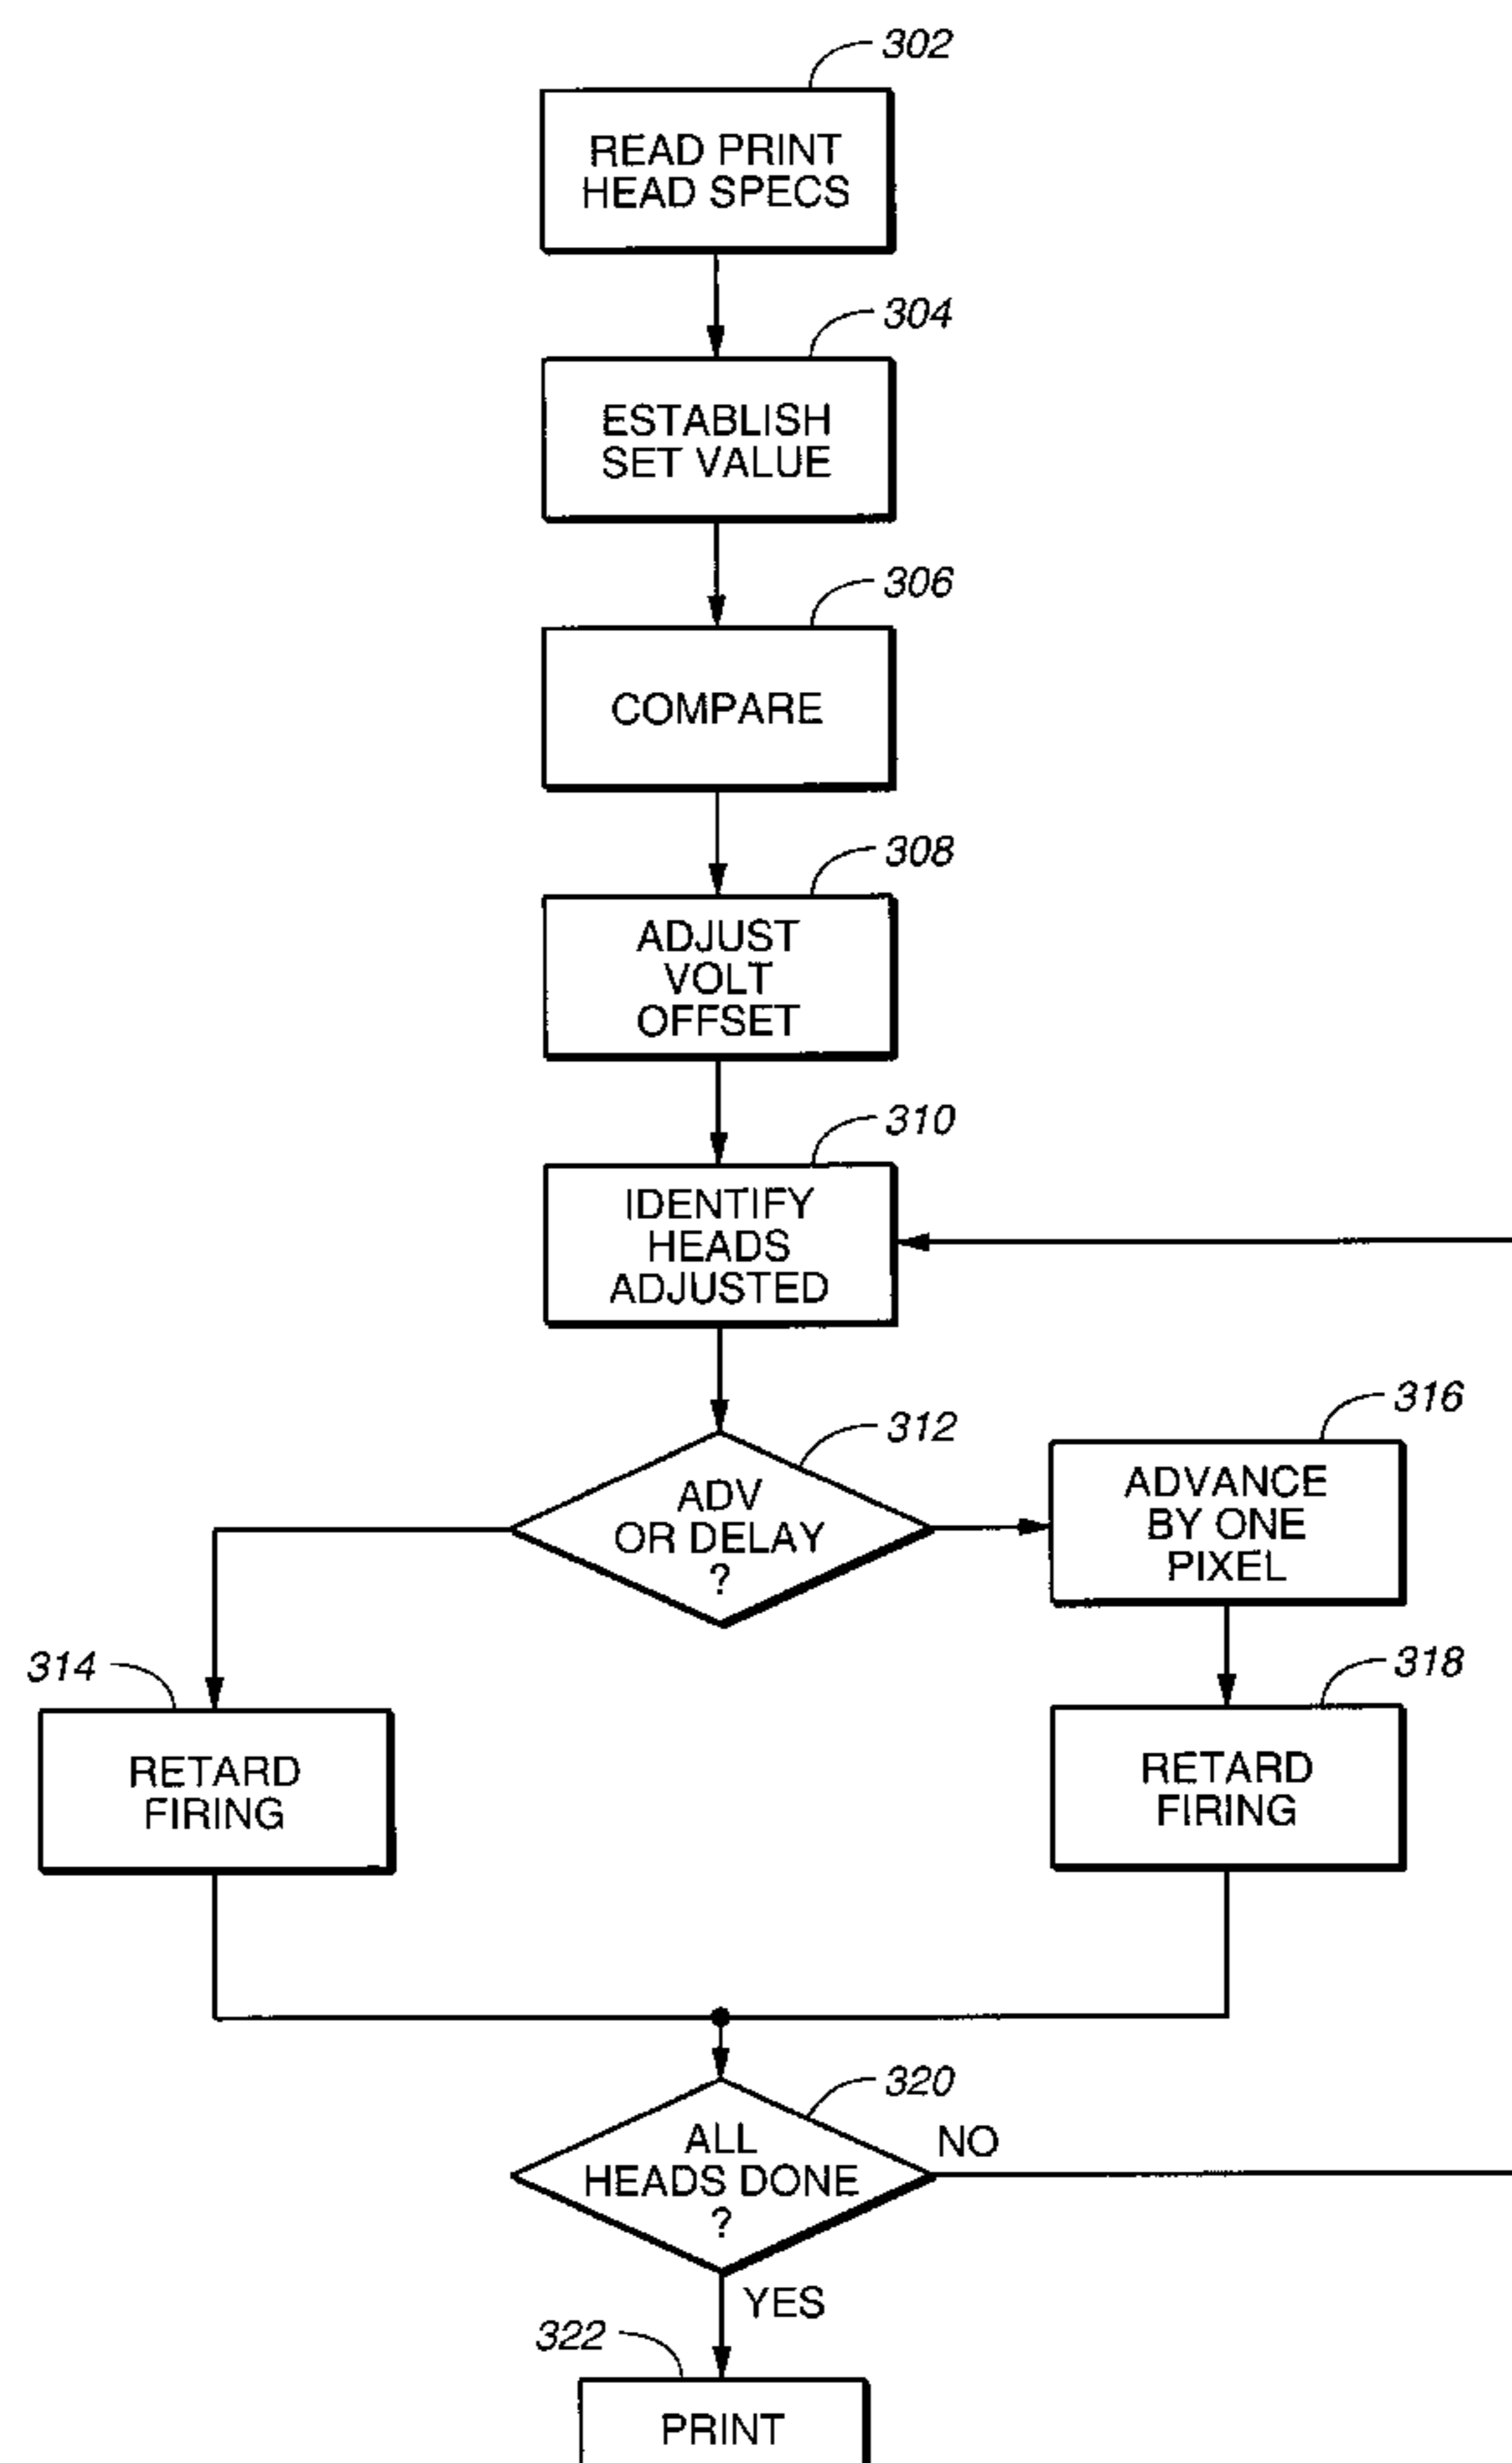 302
READ PRINT
HEAD SPECS
304
ESTABLISH
SET VALUE
306
COMPARE
308
ADJUST
VOLT
OFFSET
310
IDENTIFY
HEADS
ADJUSTED
312
ADV
OR DELAY
?
316
ADVANCE
BY ONE
PIXEL
314
RETARD
FIRING
318
RETARD
FIRING
320
ALL
HEADS DONE
?
NO
YES
322
PRINT